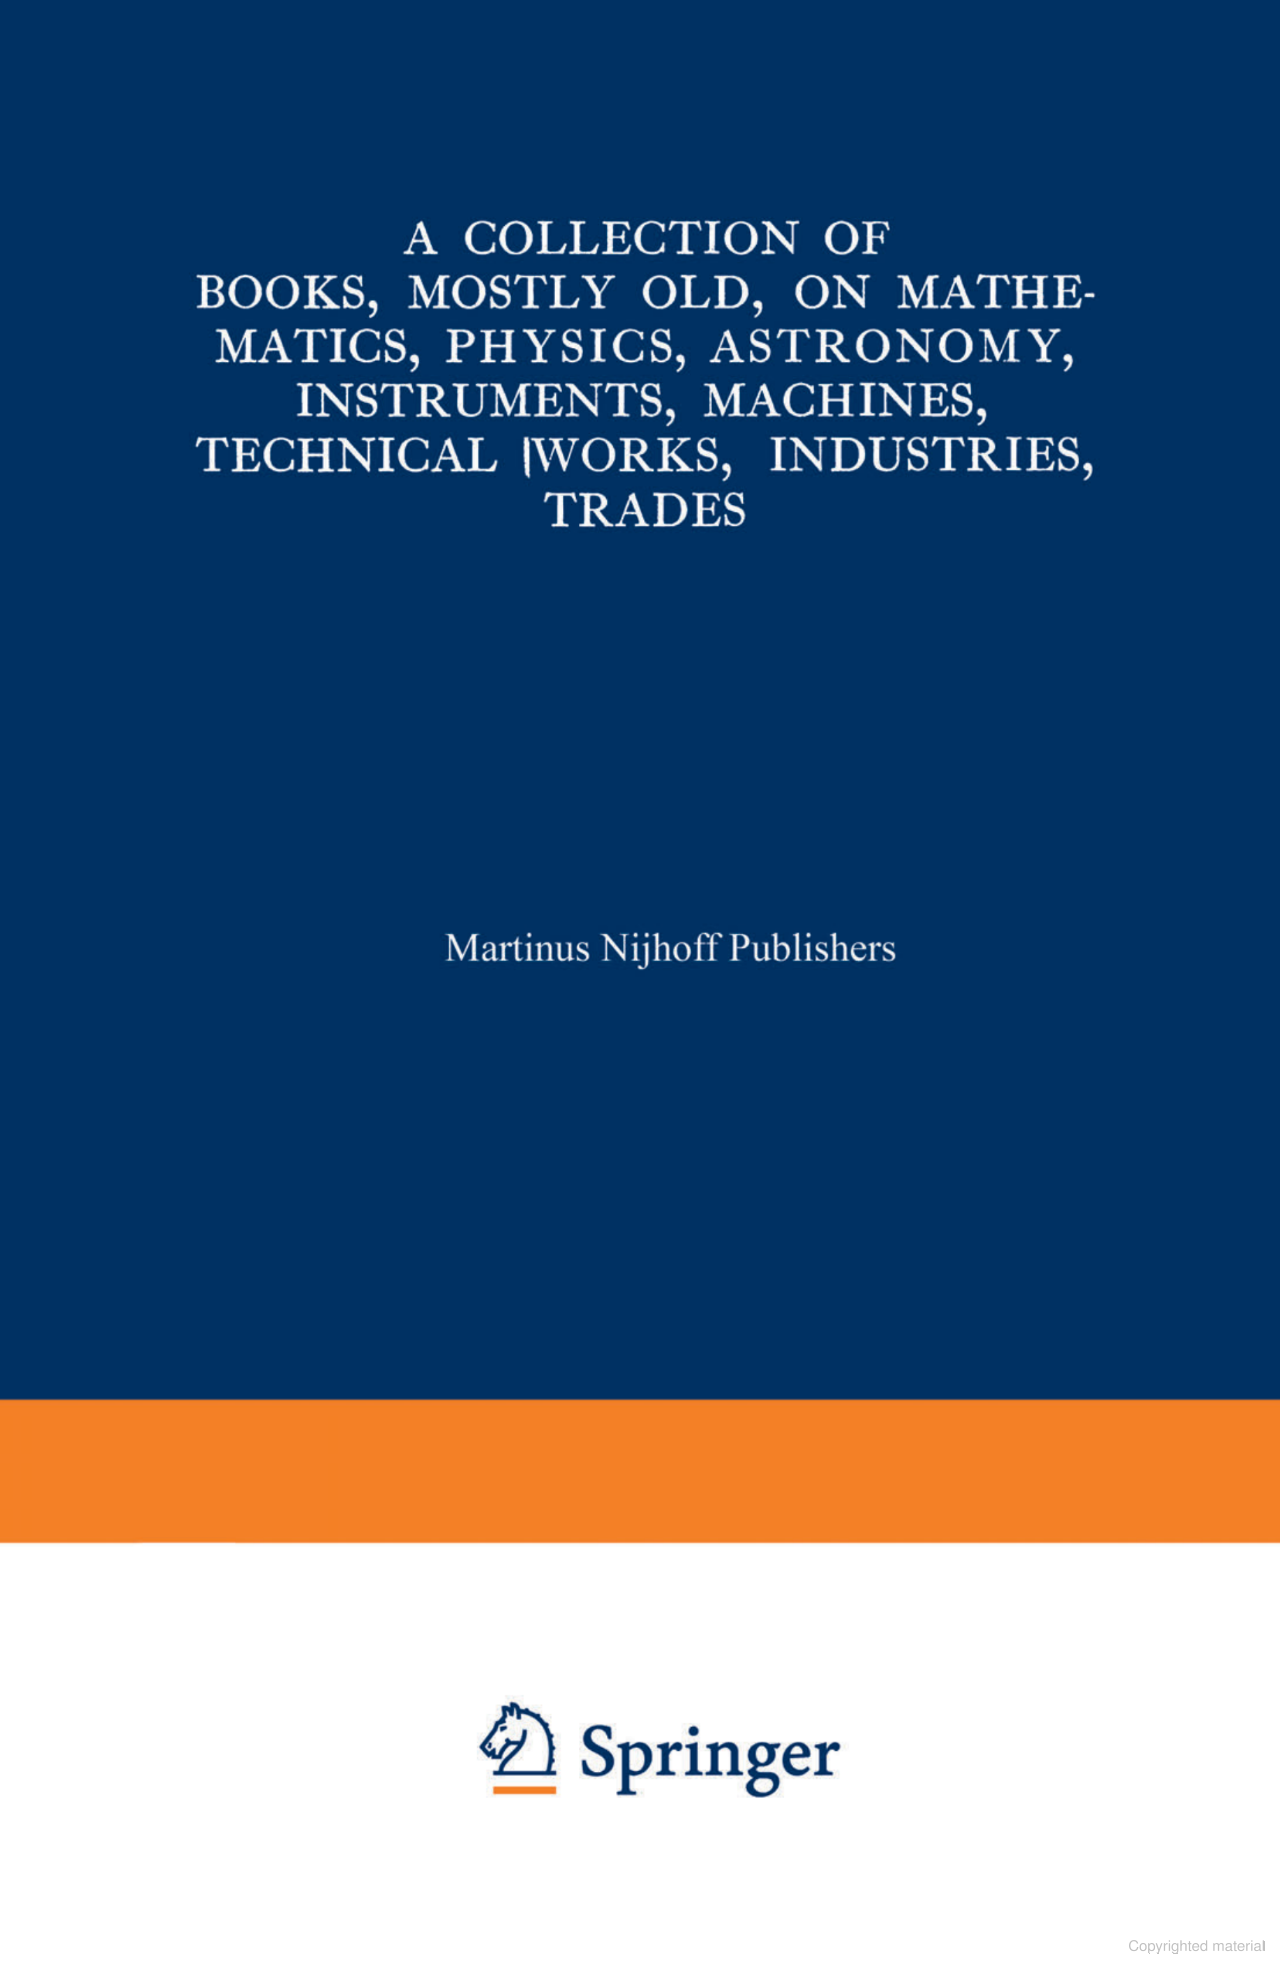 A COLLECTION OF
BOOKS, MOSTLY OLD, ON MATHE-
MATICS, PHYSICS, ASTRONOMY,
INSTRUMENTS, MACHINES,
TECHNICAL WORKS, INDUSTRIES,
TRADES
Martinus Nijhoff Publishers
Springer
Copyrighted material